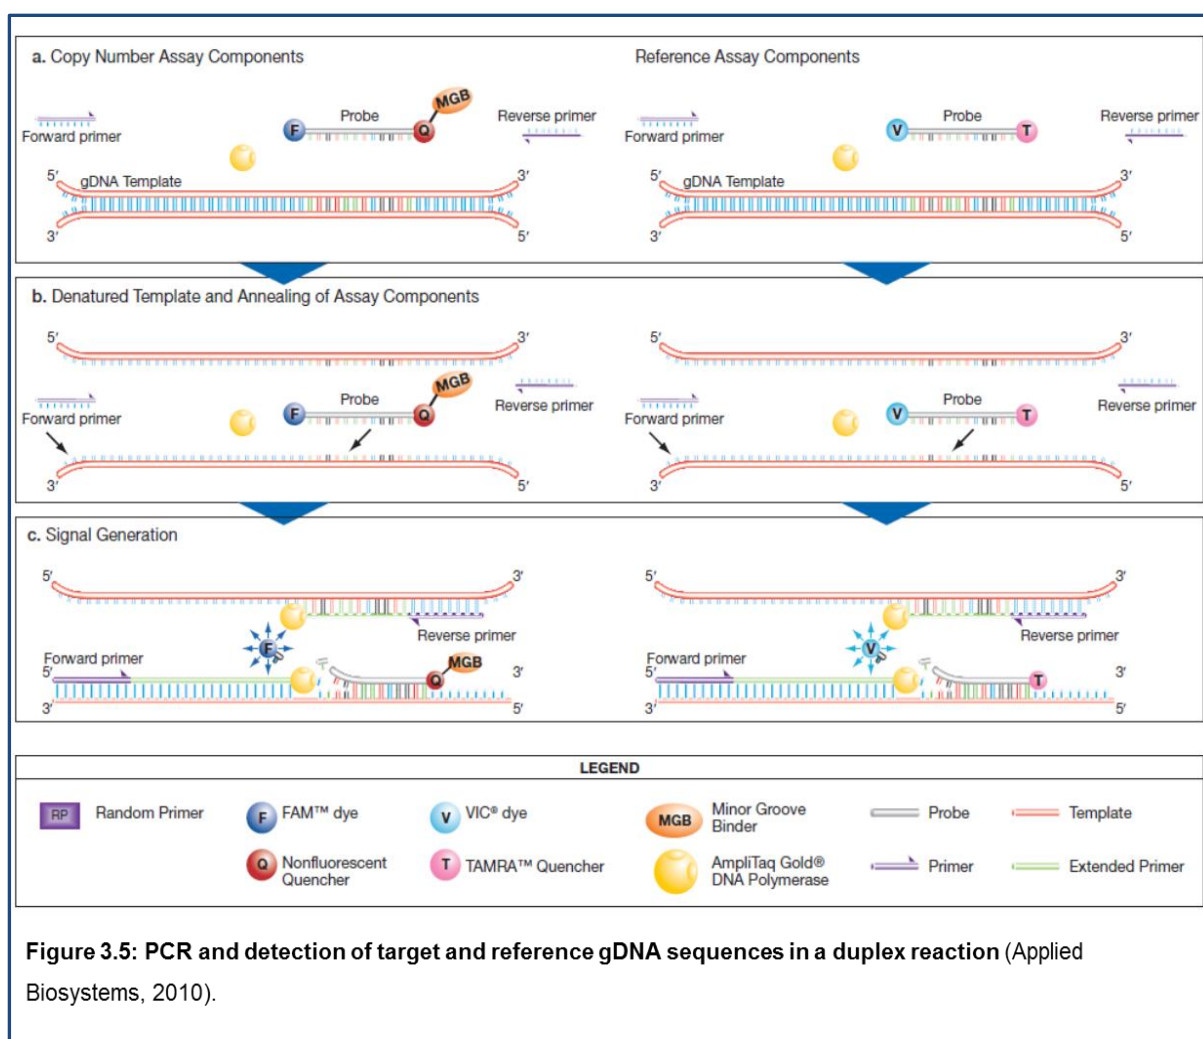 a. Copy Number Assay Components
Reference Assay Components
MGB
Probe
Reverse primer
Forward primer
F
Q
Probe
Reverse primer
Forward primer
V
T
5′ gDNA Template 3′
3′ 5′
5′ gDNA Template 3′
3′ 5′
b. Denatured Template and Annealing of Assay Components
5′ 3′
5′ 3′
MGB
Probe
F
Q
Forward primer
Reverse primer
3′ 5′
Probe
V
T
Forward primer
Reverse primer
3′ 5′
c. Signal Generation
5′ 3′
Reverse primer
F
Forward primer
MGB
Q
5′ 3′
3′ 5′
5′ 3′
Reverse primer
V
Forward primer
T
5′ 3′
3′ 5′
LEGEND
RP Random Primer
F FAM™ dye
V VIC® dye
MGB Minor Groove
Binder
Probe
Template
Q Nonfluorescent
Quencher
T TAMRA™ Quencher
AmpliTaq Gold®
DNA Polymerase
Primer
Extended Primer
Figure 3.5: PCR and detection of target and reference gDNA sequences in a duplex reaction (Applied
Biosystems, 2010).